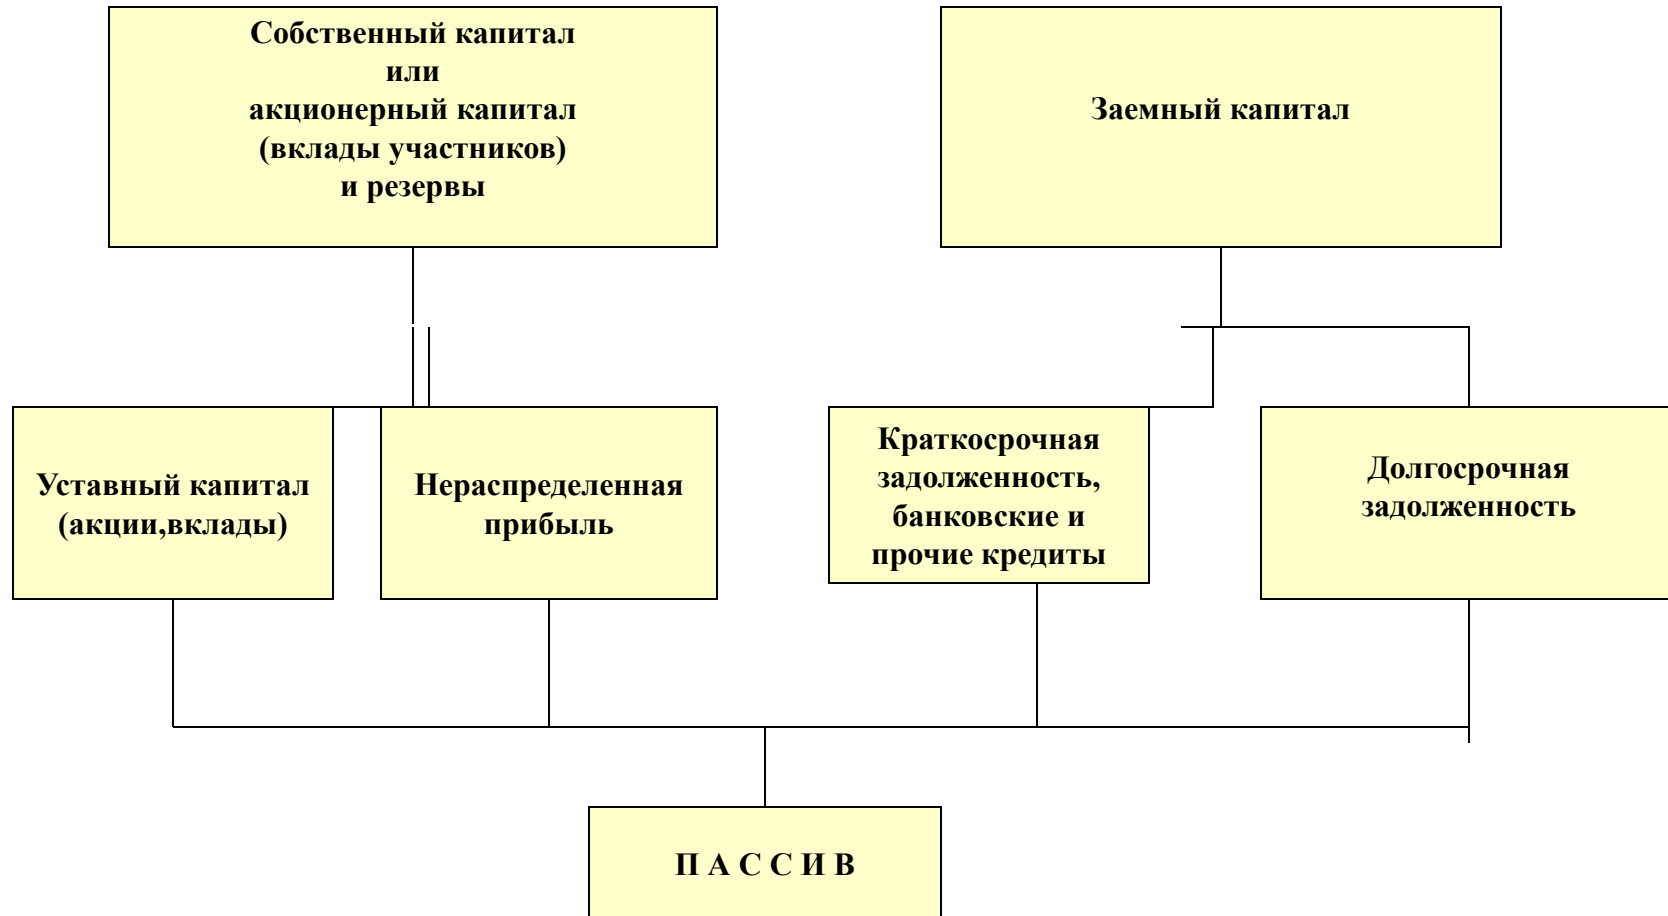 Собственный капитал
или
акционерный капитал
(вклады участников)
и резервы
Заемный капитал
Уставный капитал
(акции,вклады)
Нераспределенная
прибыль
Краткосрочная
задолженность,
банковские и
прочие кредиты
Долгосрочная
задолженность
П А С С И В